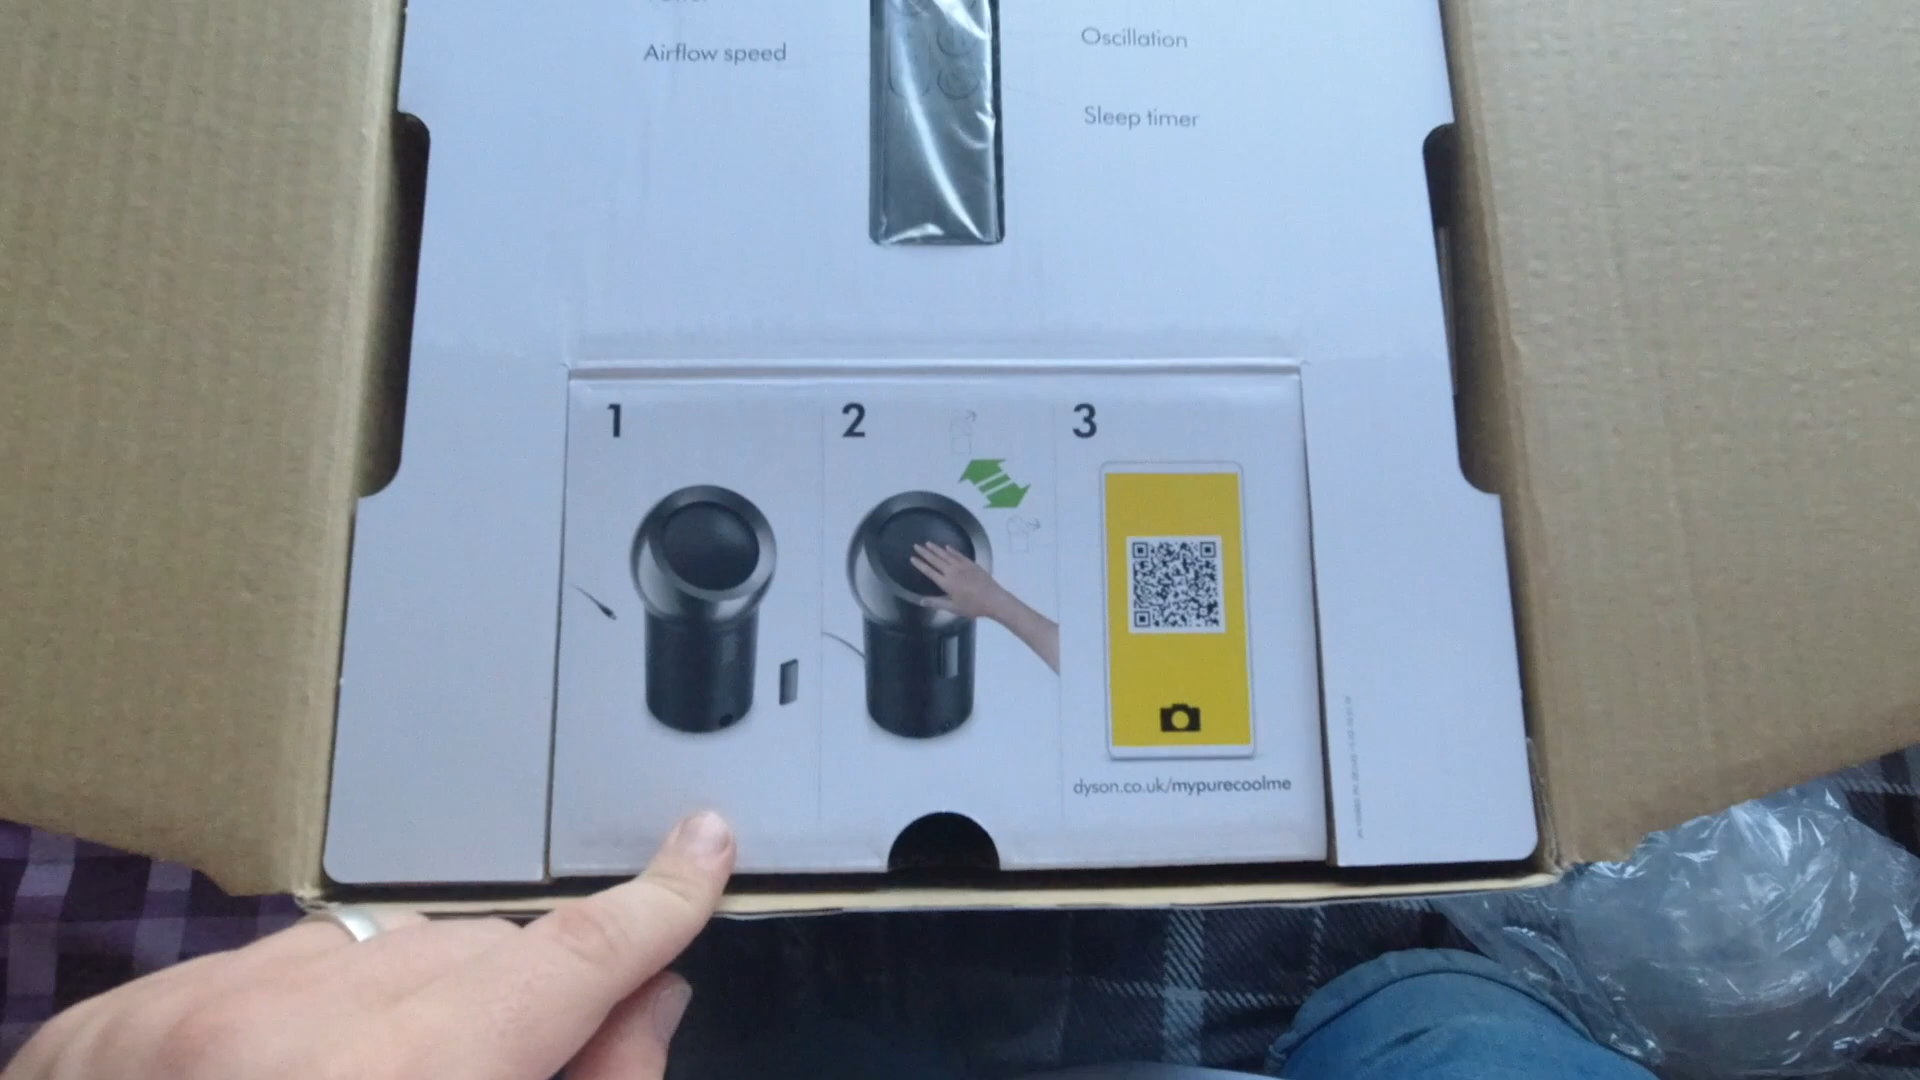 Airflow speed
Oscillation
Sleep timer
1
2
3
dyson.co.uk/mypurecoolme